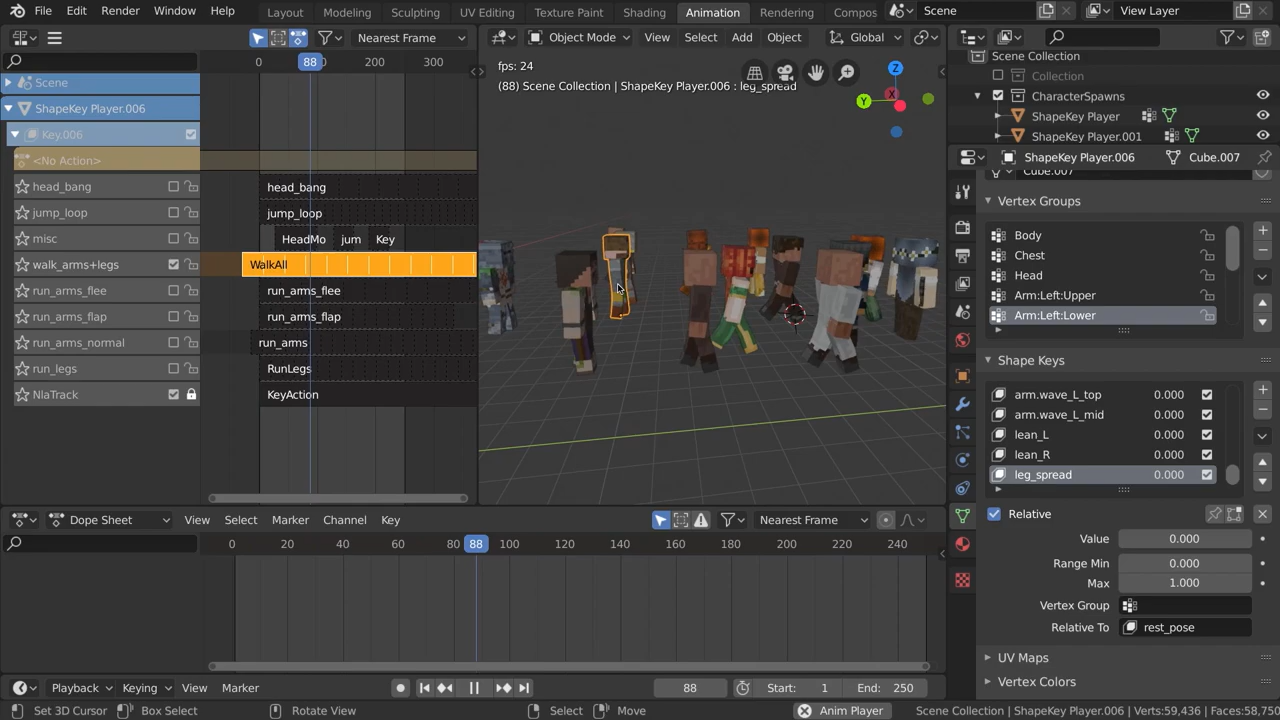 File Edit Render Window Help Layout Modeling Sculpting UV Editing Texture Paint Shading Animation Rendering Compos Scene View Layer
Nearest Frame
Object Mode View Select Add Object Global
0 88 200 300
Scene
ShapeKey Player.006
Key.006
<No Action>
head_bang head_bang
jump_loop jump_loop
misc HeadMo jum Key
walk_arms+legs WalkAll
run_arms_flee run_arms_flee
run_arms_flap run_arms_flap
run_arms_normal run_arms
run_legs RunLegs
NlaTrack KeyAction
fps: 24
(88) Scene Collection | ShapeKey Player.006 : leg_spread
X
Y
Z
Scene Collection
Collection
CharacterSpawns
ShapeKey Player
ShapeKey Player.001
ShapeKey Player.006 Cube.007
Cube.007
Vertex Groups
Body
Chest
Head
Arm:Left:Upper
Arm:Left:Lower
Shape Keys
arm.wave_L_top 0.000
arm.wave_L_mid 0.000
lean_L 0.000
lean_R 0.000
leg_spread 0.000
Relative
Value 0.000
Range Min 0.000
Max 1.000
Vertex Group
Relative To rest_pose
UV Maps
Vertex Colors
Dope Sheet View Select Marker Channel Key Nearest Frame
0 20 40 60 80 88 100 120 140 160 180 200 220 240
Playback Keying View Marker 88 Start: 1 End: 250
Set 3D Cursor Box Select Rotate View Select Move Anim Player Scene Collection | ShapeKey Player.006 | Verts:59,436 | Faces:58,750